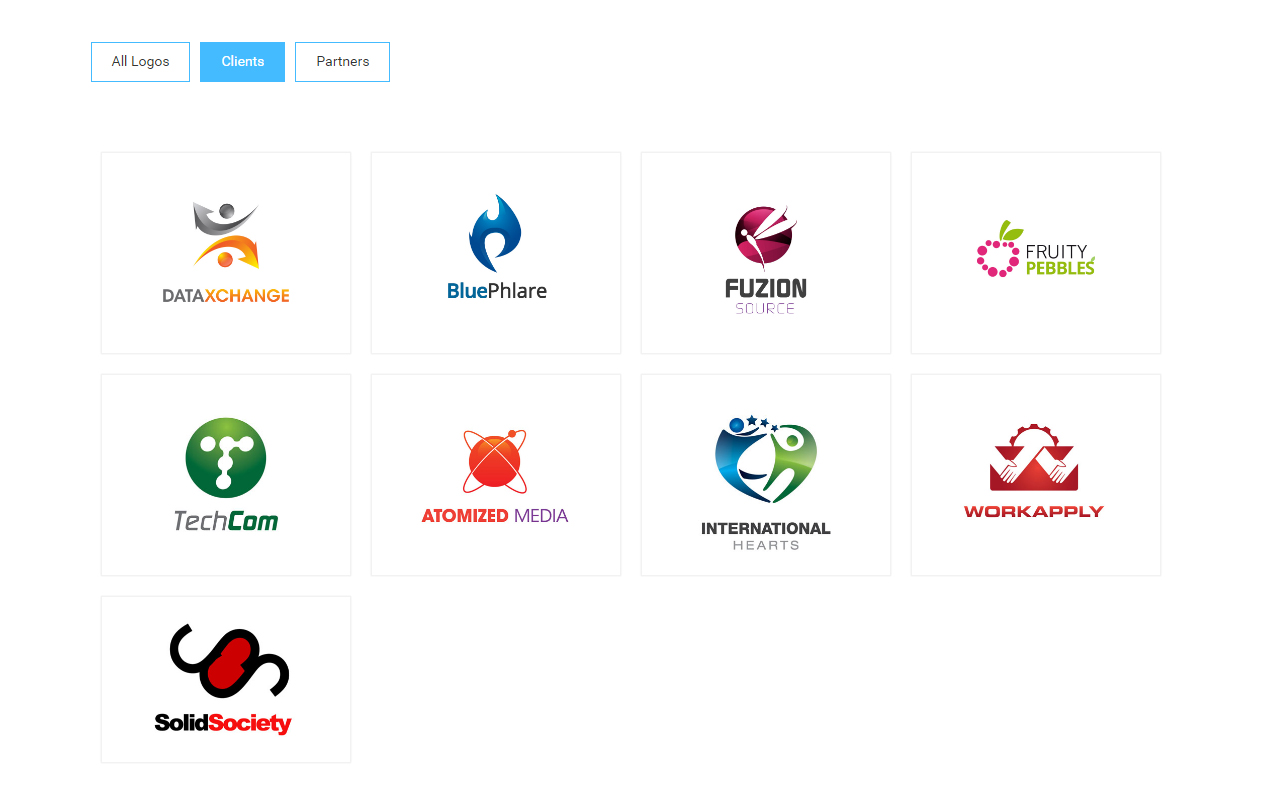 All Logos
Clients
Partners
DATAXCHANGE
BluePhlare
FUZION
SOURCE
FRUITY
PEBBLES
TechCom
ATOMIZED MEDIA
INTERNATIONAL
HEARTS
WORKAPPLY
SolidSociety